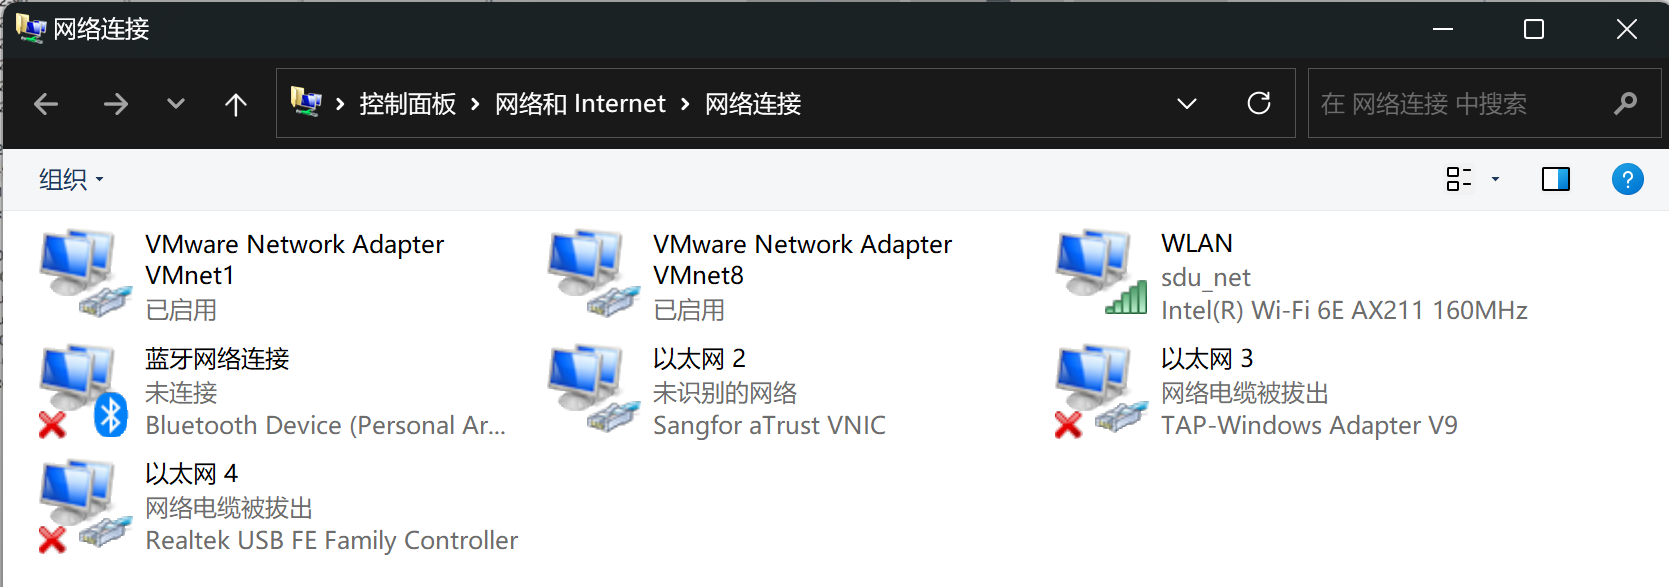 网络连接
控制面板 网络和 Internet 网络连接
在 网络连接 中搜索
组织
VMware Network Adapter
VMnet1
已启用
VMware Network Adapter
VMnet8
已启用
WLAN
sdu_net
Intel(R) Wi-Fi 6E AX211 160MHz
蓝牙网络连接
未连接
Bluetooth Device (Personal Ar...
以太网 2
未识别的网络
Sangfor aTrust VNIC
以太网 3
网络电缆被拔出
TAP-Windows Adapter V9
以太网 4
网络电缆被拔出
Realtek USB FE Family Controller